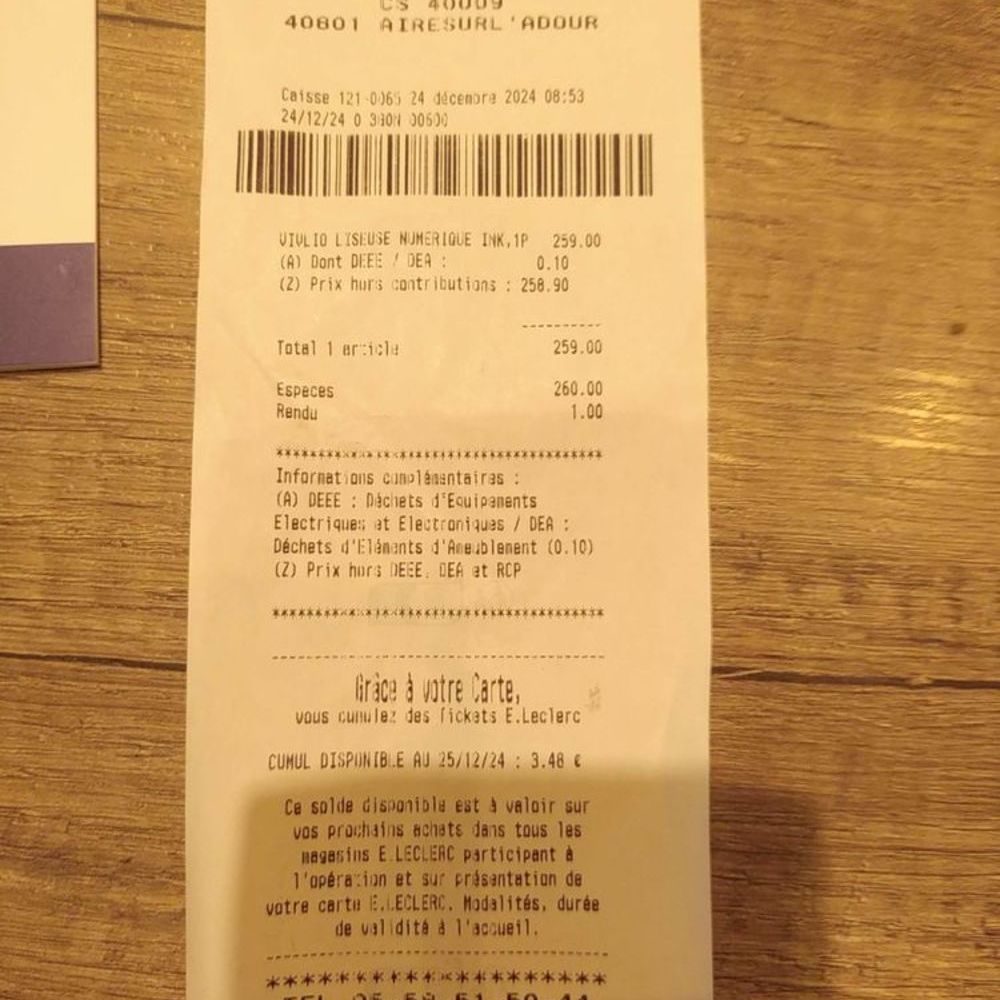 CS 40009
40801 AIRESURL'ADOUR
Caisse 121-0065 24 décembre 2024 08:53
24/12/24 0 00600
VIVLIO LISEUSE NUMERIQUE INK,1P 259.00
(A) Dont DEEE / DEA : 0.10
(Z) Prix hors contributions : 258.90
----------
Total 1 article 259.00
Especes 260.00
Rendu 1.00
****************************************
Informations complémentaires :
(A) DEEE : Déchets d'Equipements
Electriques et Electroniques / DEA :
Déchets d'Eléments d'Ameublement (0.10)
(Z) Prix hors DEEE, DEA et RCP
****************************************
----------------------------------------
Grâce à votre Carte,
vous cumulez des Tickets E.Leclerc
CUMUL DISPONIBLE AU 25/12/24 : 3.48 €
Ce solde disponible est à valoir sur
vos prochains achats dans tous les
magasins E.LECLERC participant à
l'opération et sur présentation de
votre carte E.LECLERC. Modalités, durée
de validité à l'accueil.
----------------------------------------
********************